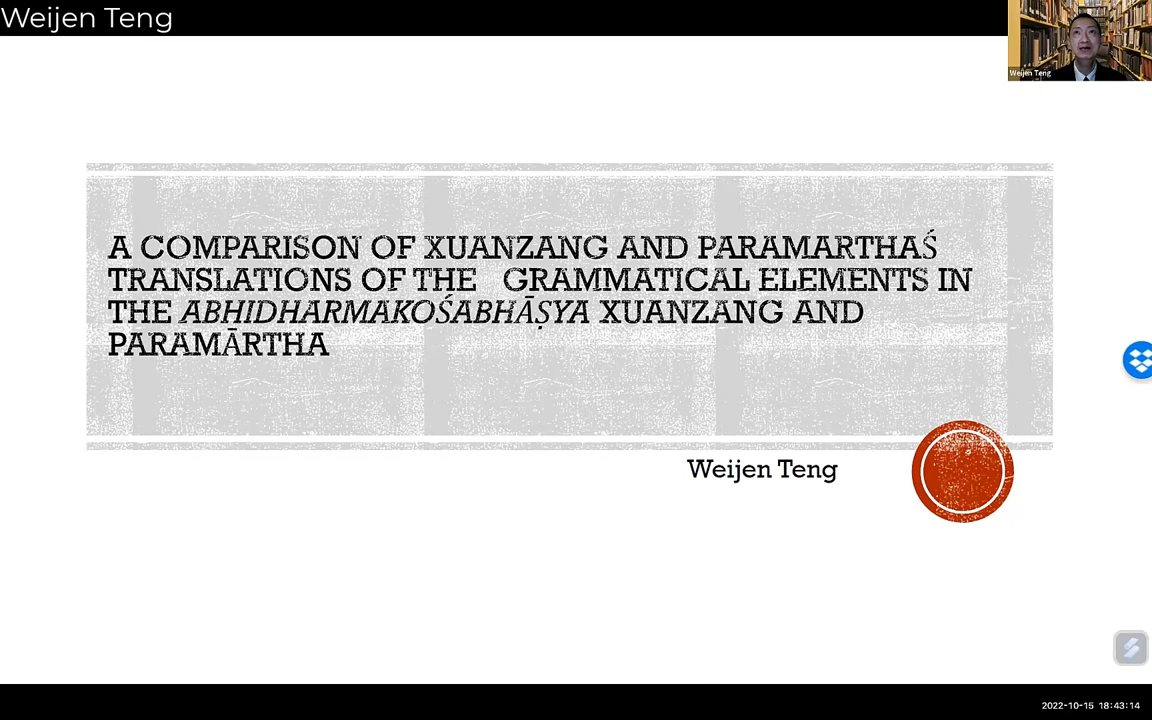 Weijen Teng
Weijen Teng
A COMPARISON OF XUANZANG AND PARAMARTHAŚ
TRANSLATIONS OF THE GRAMMATICAL ELEMENTS IN
THE ABHIDHARMAKOŚABHĀṢYA XUANZANG AND
PARAMĀRTHA
Weijen Teng
2022-10-15 18:43:14